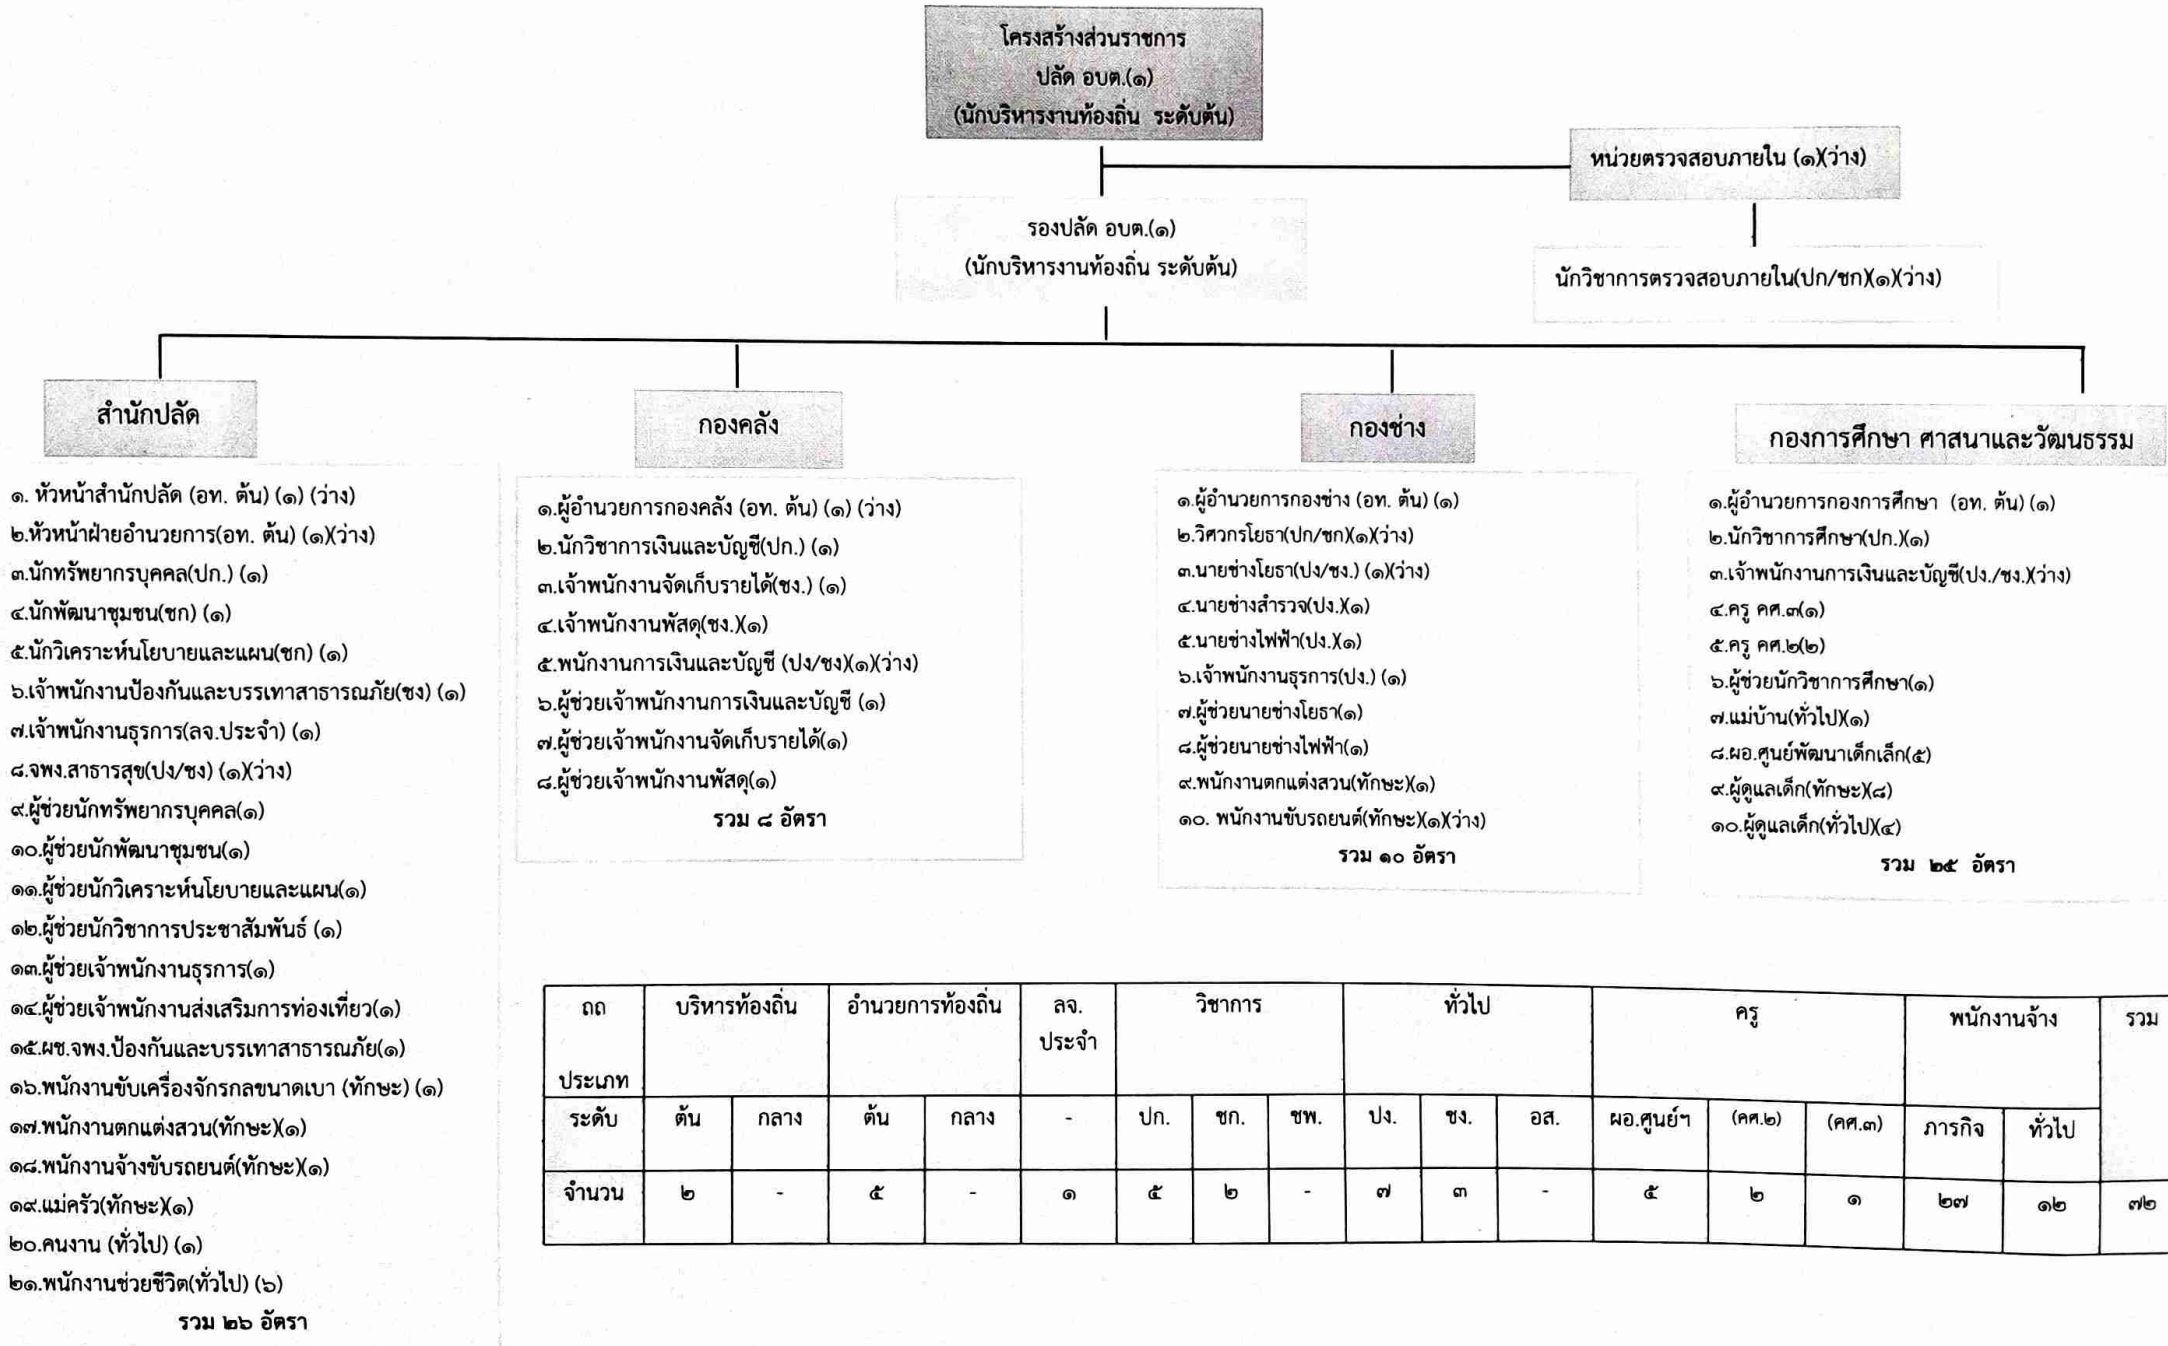 โครงสร้างส่วนราชการ
ปลัด อบต.(๑)
(นักบริหารงานท้องถิ่น ระดับต้น)
หน่วยตรวจสอบภายใน (๑)(ว่าง)
รองปลัด อบต.(๑)
(นักบริหารงานท้องถิ่น ระดับต้น)
นักวิชาการตรวจสอบภายใน(ปก/ชก)(๑)(ว่าง)
สำนักปลัด
๑. หัวหน้าสำนักปลัด (อท. ต้น) (๑) (ว่าง)
๒.หัวหน้าฝ่ายอำนวยการ(อท. ต้น) (๑)(ว่าง)
๓.นักทรัพยากรบุคคล(ปก.) (๑)
๔.นักพัฒนาชุมชน(ชก) (๑)
๕.นักวิเคราะห์นโยบายและแผน(ชก) (๑)
๖.เจ้าพนักงานป้องกันและบรรเทาสาธารณภัย(ชง) (๑)
๗.เจ้าพนักงานธุรการ(ลจ.ประจำ) (๑)
๘.จพง.สาธารสุข(ปง/ชง) (๑)(ว่าง)
๙.ผู้ช่วยนักทรัพยากรบุคคล(๑)
๑๐.ผู้ช่วยนักพัฒนาชุมชน(๑)
๑๑.ผู้ช่วยนักวิเคราะห์นโยบายและแผน(๑)
๑๒.ผู้ช่วยนักวิชาการประชาสัมพันธ์ (๑)
๑๓.ผู้ช่วยเจ้าพนักงานธุรการ(๑)
๑๔.ผู้ช่วยเจ้าพนักงานส่งเสริมการท่องเที่ยว(๑)
๑๕.ผช.จพง.ป้องกันและบรรเทาสาธารณภัย(๑)
๑๖.พนักงานขับเครื่องจักรกลขนาดเบา (ทักษะ) (๑)
๑๗.พนักงานตกแต่งสวน(ทักษะ)(๑)
๑๘.พนักงานจ้างขับรถยนต์(ทักษะ)(๑)
๑๙.แม่ครัว(ทักษะ)(๑)
๒๐.คนงาน (ทั่วไป) (๑)
๒๑.พนักงานช่วยชีวิต(ทั่วไป) (๖)
รวม ๒๖ อัตรา
กองคลัง
๑.ผู้อำนวยการกองคลัง (อท. ต้น) (๑) (ว่าง)
๒.นักวิชาการเงินและบัญชี(ปก.) (๑)
๓.เจ้าพนักงานจัดเก็บรายได้(ชง.) (๑)
๔.เจ้าพนักงานพัสดุ(ชง.)(๑)
๕.พนักงานการเงินและบัญชี (ปง/ชง)(๑)(ว่าง)
๖.ผู้ช่วยเจ้าพนักงานการเงินและบัญชี (๑)
๗.ผู้ช่วยเจ้าพนักงานจัดเก็บรายได้(๑)
๘.ผู้ช่วยเจ้าพนักงานพัสดุ(๑)
รวม ๘ อัตรา
กองช่าง
๑.ผู้อำนวยการกองช่าง (อท. ต้น) (๑)
๒.วิศวกรโยธา(ปก/ชก)(๑)(ว่าง)
๓.นายช่างโยธา(ปง/ชง.) (๑)(ว่าง)
๔.นายช่างสำรวจ(ปง.)(๑)
๕.นายช่างไฟฟ้า(ปง.)(๑)
๖.เจ้าพนักงานธุรการ(ปง.) (๑)
๗.ผู้ช่วยนายช่างโยธา(๑)
๘.ผู้ช่วยนายช่างไฟฟ้า(๑)
๙.พนักงานตกแต่งสวน(ทักษะ)(๑)
๑๐. พนักงานขับรถยนต์(ทักษะ)(๑)(ว่าง)
รวม ๑๐ อัตรา
กองการศึกษา ศาสนาและวัฒนธรรม
๑.ผู้อำนวยการกองการศึกษา (อท. ต้น) (๑)
๒.นักวิชาการศึกษา(ปก.)(๑)
๓.เจ้าพนักงานการเงินและบัญชี(ปง./ชง.)(ว่าง)
๔.ครู คศ.๓(๑)
๕.ครู คศ.๒(๒)
๖.ผู้ช่วยนักวิชาการศึกษา(๑)
๗.แม่บ้าน(ทั่วไป)(๑)
๘.ผอ.ศูนย์พัฒนาเด็กเล็ก(๕)
๙.ผู้ดูแลเด็ก(ทักษะ)(๘)
๑๐.ผู้ดูแลเด็ก(ทั่วไป)(๔)
รวม ๒๕ อัตรา
ถถ บริหารท้องถิ่น อำนวยการท้องถิ่น ลจ. วิชาการ ทั่วไป ครู พนักงานจ้าง รวม
ประจำ
ประเภท
ระดับ ต้น กลาง ต้น กลาง - ปก. ชก. ชพ. ปง. ชง. อส. ผอ.ศูนย์ฯ (คศ.๒) (คศ.๓) ภารกิจ ทั่วไป
จำนวน ๒ - ๕ - ๑ ๕ ๒ - ๗ ๓ - ๕ ๒ ๑ ๒๗ ๑๒ ๗๒